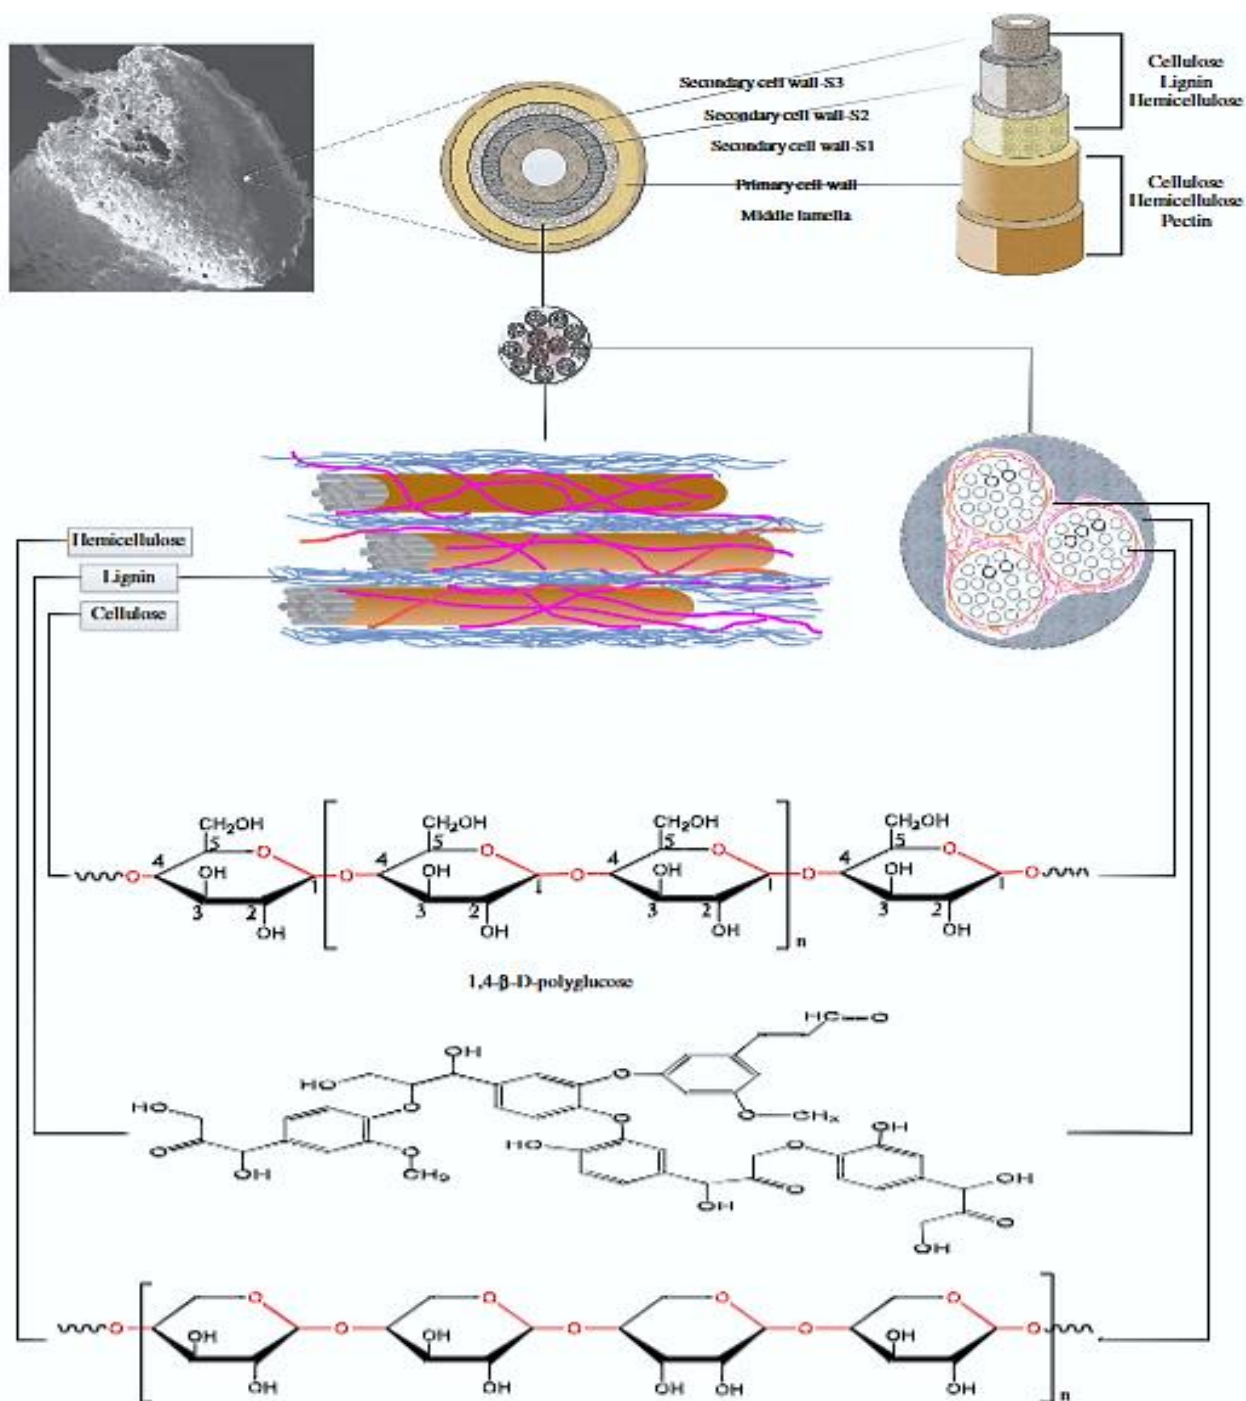 Secondary cell wall-S3
Secondary cell wall-S2
Secondary cell wall-S1
Primary cell wall
Middle lamella
Cellulose
Lignin
Hemicellulose
Cellulose
Hemicellulose
Pectin
Hemicellulose
Lignin
Cellulose
CH₂OH CH₂OH CH₂OH CH₂OH
5 5 5 5
4 O 4 O 4 O 4 O
O OH 1 O OH 1 O OH 1 O OH 1 O
3 2 3 2 3 2 3 2
OH OH OH OH
n
1,4-β-D-polyglucose
HC O
OH
HO O
HO O O CH₃
O O HO O OH
OH CH₃ O OH
OH O
OH
O O O O
O O O O O
OH OH OH
OH OH OH OH OH
n